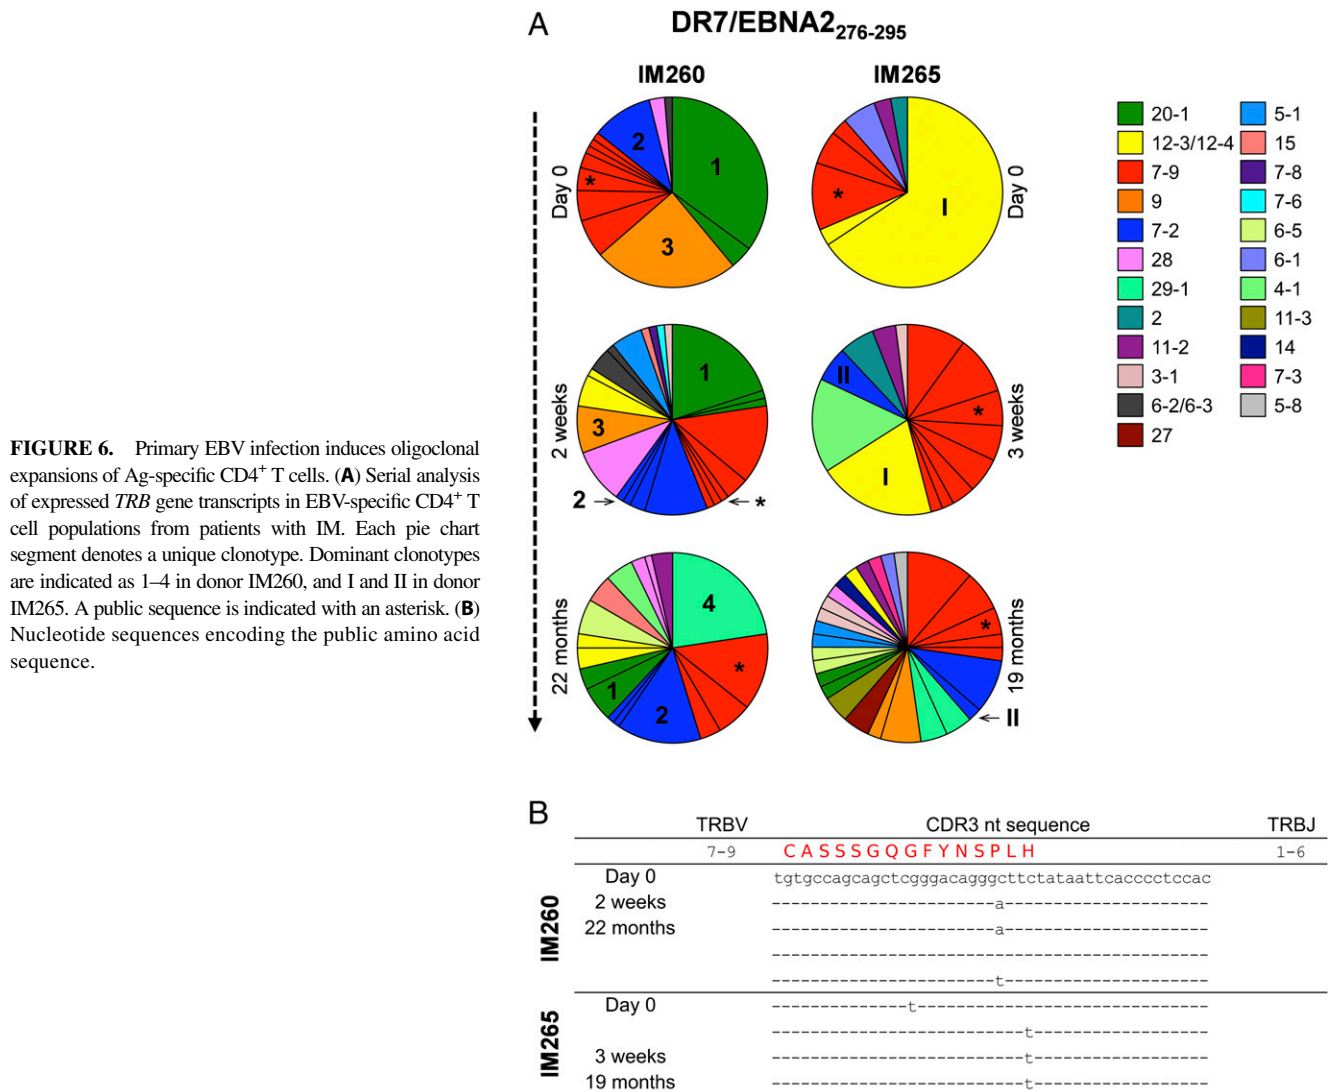 A
DR7/EBNA2276-295
IM260
IM265
Day 0
2
1
*
3
I
*
Day 0
2 weeks
1
3
2
*
II
*
I
3 weeks
22 months
4
*
1
2
*
II
19 months
20-1
12-3/12-4
7-9
9
7-2
28
29-1
2
11-2
3-1
6-2/6-3
27
5-1
15
7-8
7-6
6-5
6-1
4-1
11-3
14
7-3
5-8
FIGURE 6. Primary EBV infection induces oligoclonal
expansions of Ag-specific CD4+ T cells. (A) Serial analysis
of expressed TRB gene transcripts in EBV-specific CD4+ T
cell populations from patients with IM. Each pie chart
segment denotes a unique clonotype. Dominant clonotypes
are indicated as 1–4 in donor IM260, and I and II in donor
IM265. A public sequence is indicated with an asterisk. (B)
Nucleotide sequences encoding the public amino acid
sequence.
B
TRBV CDR3 nt sequence TRBJ
7-9 C A S S S G Q G F Y N S P L H 1-6
IM260
Day 0 tgtgccagcagctcgggacagggcttctataattcacccctccac
2 weeks -----------------------a---------------------
22 months -----------------------a---------------------
---------------------------------------------
-----------------------t---------------------
IM265
Day 0 --------------t------------------------------
--------------------------t------------------
3 weeks --------------------------t------------------
19 months --------------------------t------------------